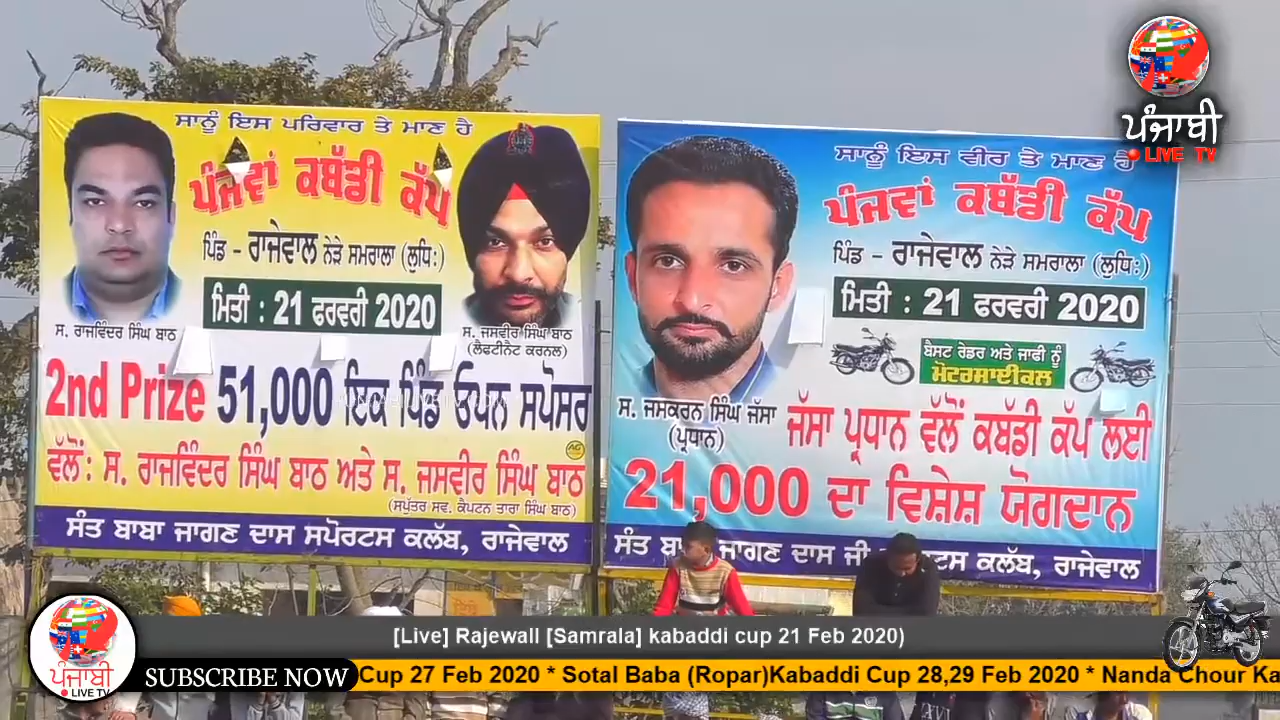 ਸਾਨੂੰ ਇਸ ਪਰਿਵਾਰ ਤੇ ਮਾਣ ਹੈ
ਪੰਜਵਾਂ ਕਬੱਡੀ ਕੱਪ
ਪਿੰਡ - ਰਾਜੇਵਾਲ ਨੇੜੇ ਸਮਰਾਲਾ (ਲੁਧਿ:)
ਮਿਤੀ : 21 ਫਰਵਰੀ 2020
ਸ. ਰਾਜਵਿੰਦਰ ਸਿੰਘ ਬਾਠ
ਸ. ਜਸਵੀਰ ਸਿੰਘ ਬਾਠ
(ਲੈਫਟੀਨੈਟ ਕਰਨਲ)
2nd Prize 51,000 ਇਕ ਪਿੰਡ ਓਪਨ ਸਪੋਸਰ
ਵੱਲੋਂ: ਸ. ਰਾਜਵਿੰਦਰ ਸਿੰਘ ਬਾਠ ਅਤੇ ਸ. ਜਸਵੀਰ ਸਿੰਘ ਬਾਠ
(ਸਪੁੱਤਰ ਸਵ. ਕੈਪਟਨ ਤਾਰਾ ਸਿੰਘ ਬਾਠ)
ਸੰਤ ਬਾਬਾ ਜਾਗਣ ਦਾਸ ਸਪੋਰਟਸ ਕਲੱਬ, ਰਾਜੇਵਾਲ
ਸਾਨੂੰ ਇਸ ਵੀਰ ਤੇ ਮਾਣ ਹੈ
ਪੰਜਵਾਂ ਕਬੱਡੀ ਕੱਪ
ਪਿੰਡ - ਰਾਜੇਵਾਲ ਨੇੜੇ ਸਮਰਾਲਾ (ਲੁਧਿ:)
ਮਿਤੀ : 21 ਫਰਵਰੀ 2020
ਬੈਸਟ ਰੇਡਰ ਅਤੇ ਜਾਫੀ ਨੂੰ
ਮੋਟਰਸਾਈਕਲ
ਸ. ਜਸਕਰਨ ਸਿੰਘ ਜੱਸਾ
(ਪ੍ਰਧਾਨ)
ਜੱਸਾ ਪ੍ਰਧਾਨ ਵੱਲੋਂ ਕਬੱਡੀ ਕੱਪ ਲਈ
21,000 ਦਾ ਵਿਸ਼ੇਸ਼ ਯੋਗਦਾਨ
ਸੰਤ ਜਾਗਣ ਦਾਸ ਜੀ ਕਲੱਬ, ਰਾਜੇਵਾਲ
ਪੰਜਾਬੀ
LIVE TV
[Live] Rajewall [Samrala] kabaddi cup 21 Feb 2020)
ਪੰਜਾਬੀ
LIVE TV
SUBSCRIBE NOW
Cup 27 Feb 2020 * Sotal Baba (Ropar)Kabaddi Cup 28,29 Feb 2020 * Nanda Chour Ka